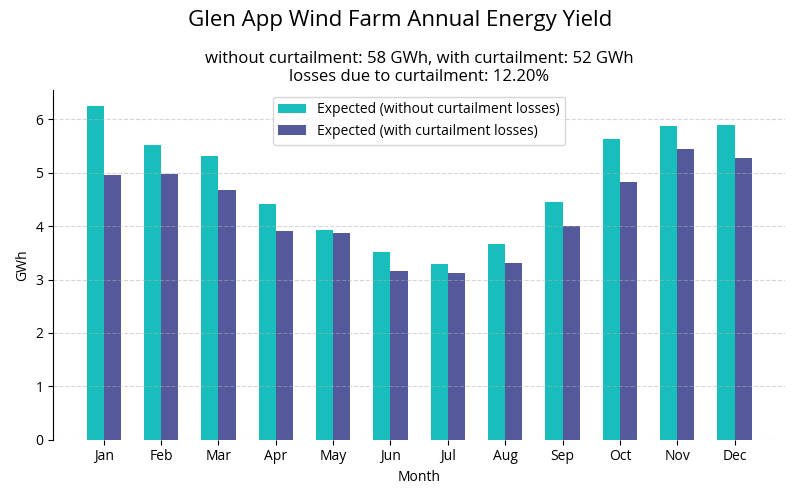 Glen App Wind Farm Annual Energy Yield
without curtailment: 58 GWh, with curtailment: 52 GWh
losses due to curtailment: 12.20%
Expected (without curtailment losses)
Expected (with curtailment losses)
GWh
6
5
4
3
2
1
0
Jan Feb Mar Apr May Jun Jul Aug Sep Oct Nov Dec
Month